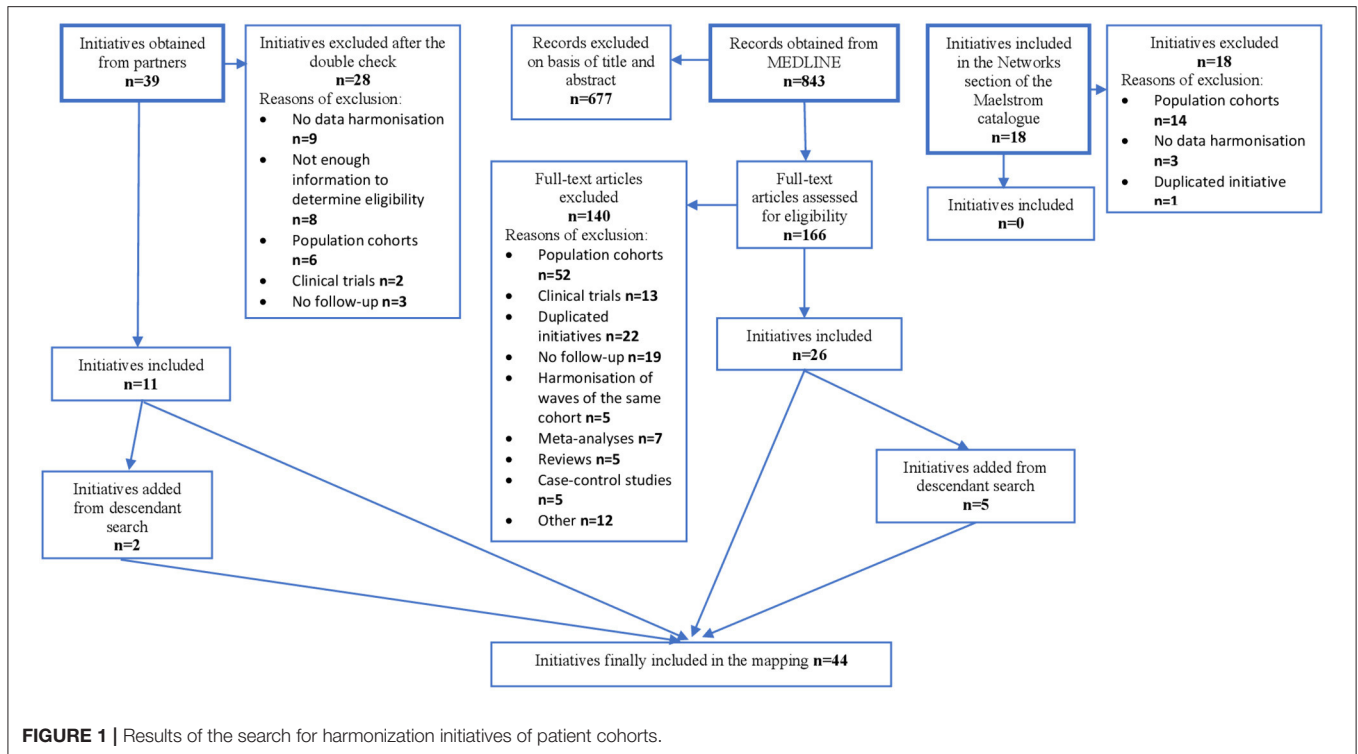 Initiatives obtained
from partners
n=39
Initiatives excluded after the
double check
n=28
Reasons of exclusion:
• No data harmonisation
n=9
• Not enough
information to
determine eligibility
n=8
• Population cohorts
n=6
• Clinical trials n=2
• No follow-up n=3
Initiatives included
n=11
Initiatives added
from descendant
search
n=2
Records excluded
on basis of title and
abstract
n=677
Records obtained from
MEDLINE
n=843
Full-text articles
excluded
n=140
Reasons of exclusion:
• Population cohorts
n=52
• Clinical trials n=13
• Duplicated
initiatives n=22
• No follow-up n=19
• Harmonisation of
waves of the same
cohort n=5
• Meta-analyses n=7
• Reviews n=5
• Case-control studies
n=5
• Other n=12
Full-text
articles assessed
for eligibility
n=166
Initiatives included
n=26
Initiatives added from
descendant search
n=5
Initiatives included
in the Networks
section of the
Maelstrom
catalogue
n=18
Initiatives excluded
n=18
Reasons of exclusion:
• Population cohorts
n=14
• No data harmonisation
n=3
• Duplicated initiative
n=1
Initiatives included
n=0
Initiatives finally included in the mapping n=44
FIGURE 1 | Results of the search for harmonization initiatives of patient cohorts.